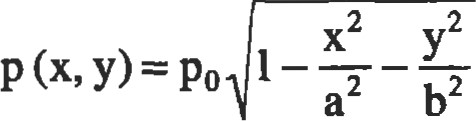 p (x, y) = p₀ √(1 − x²/a² − y²/b²)